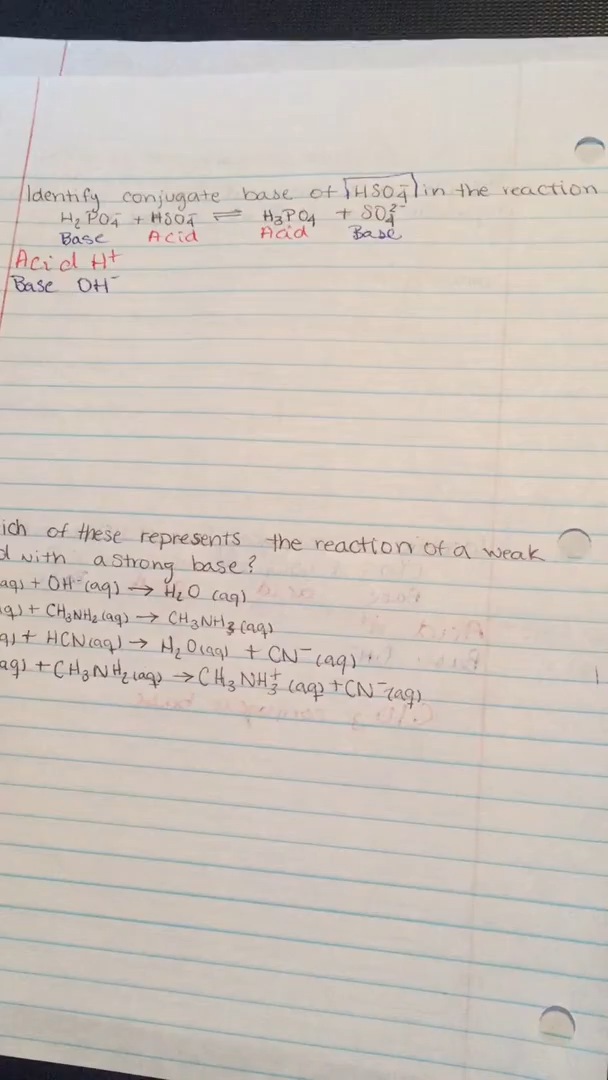 Identify conjugate base of HSO₄⁻ in the reaction
H₂PO₄⁻ + HSO₄⁻ ⇌ H₃PO₄ + SO₄²⁻
Base Acid Acid Base
Acid H⁺
Base OH⁻
ich of these represents the reaction of a weak
d with a strong base?
aq) + OH⁻(aq) → H₂O (aq)
q) + CH₃NH₂(aq) → CH₃NH₃(aq)
q) + HCN(aq) → H₂O(aq) + CN⁻(aq)
aq) + CH₃NH₂(aq) → CH₃NH₃⁺(aq) + CN⁻(aq)